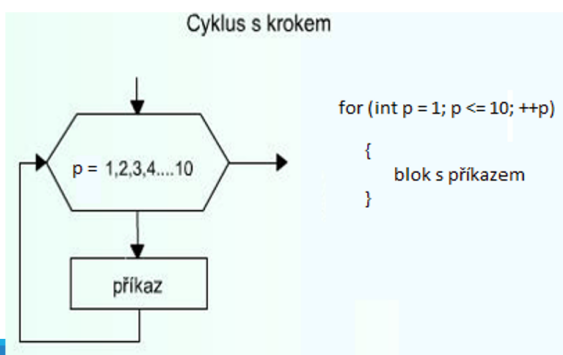 Cyklus s krokem
for (int p = 1; p <= 10; ++p)
p = 1,2,3,4....10
{
blok s příkazem
}
příkaz